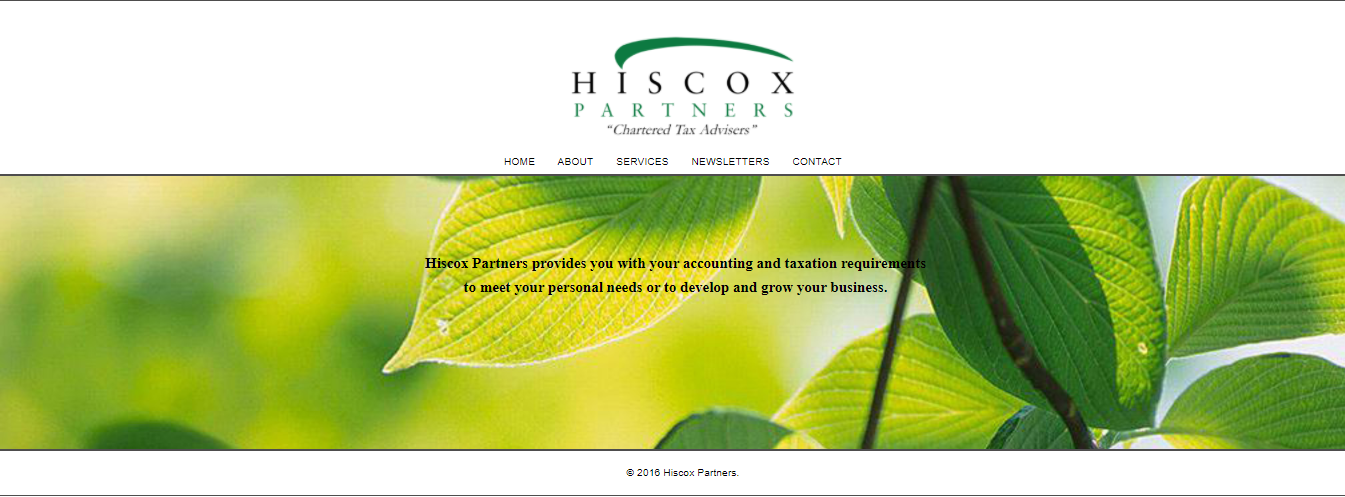 HISCOX
PARTNERS
“Chartered Tax Advisers”
HOME ABOUT SERVICES NEWSLETTERS CONTACT
Hiscox Partners provides you with your accounting and taxation requirements
to meet your personal needs or to develop and grow your business.
© 2016 Hiscox Partners.